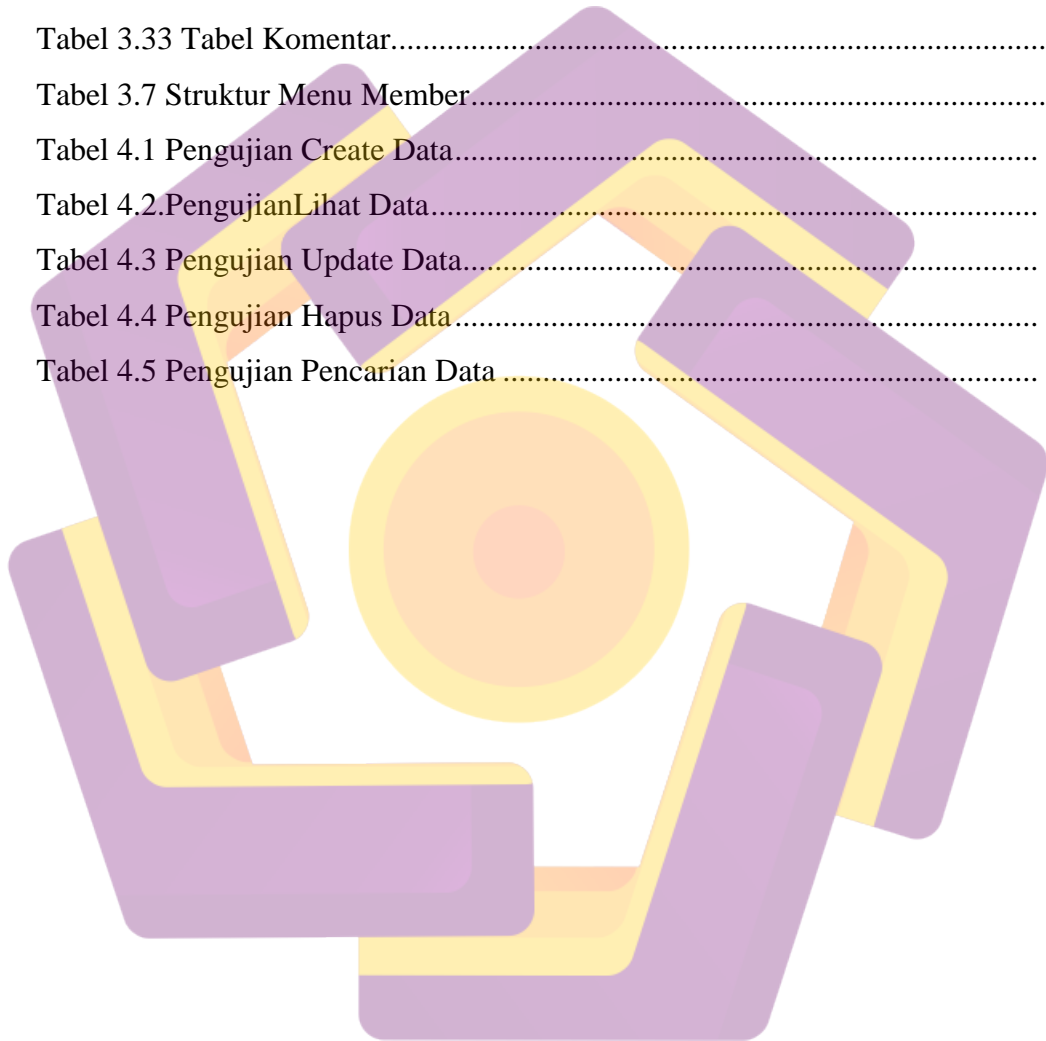 Tabel 3.33 Tabel Komentar..................................................................................
Tabel 3.7 Struktur Menu Member........................................................................
Tabel 4.1 Pengujian Create Data.........................................................................
Tabel 4.2.PengujianLihat Data............................................................................
Tabel 4.3 Pengujian Update Data........................................................................
Tabel 4.4 Pengujian Hapus Data.........................................................................
Tabel 4.5 Pengujian Pencarian Data ...................................................................